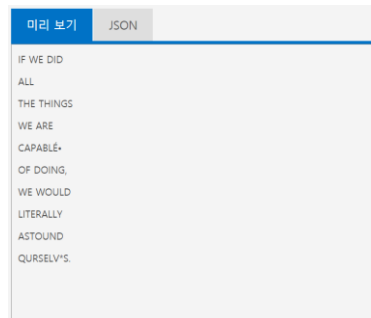 미리 보기 JSON
IF WE DID
ALL
THE THINGS
WE ARE
CAPABLÉ•
OF DOING,
WE WOULD
LITERALLY
ASTOUND
QURSELV*S.